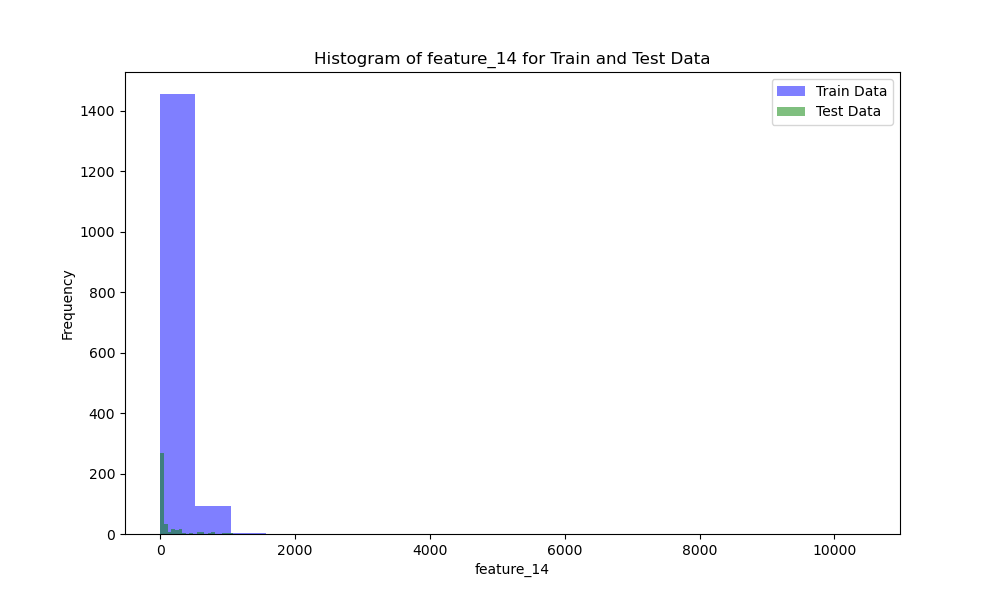 Histogram of feature_14 for Train and Test Data
Train Data
Test Data
1400
1200
1000
800
600
400
200
0
Frequency
0 2000 4000 6000 8000 10000
feature_14